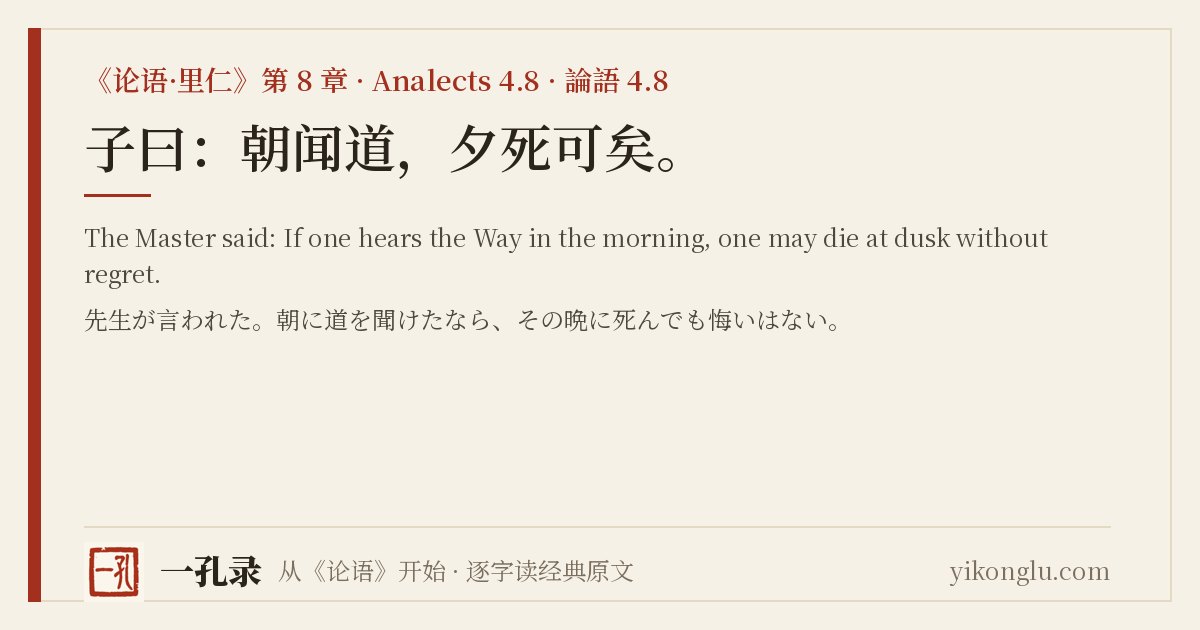 《论语·里仁》第 8 章 · Analects 4.8 · 論語 4.8
子曰：朝闻道，夕死可矣。
The Master said: If one hears the Way in the morning, one may die at dusk without
regret.
先生が言われた。朝に道を聞けたなら、その晩に死んでも悔いはない。
一孔
一孔录 从《论语》开始 · 逐字读经典原文 yikonglu.com